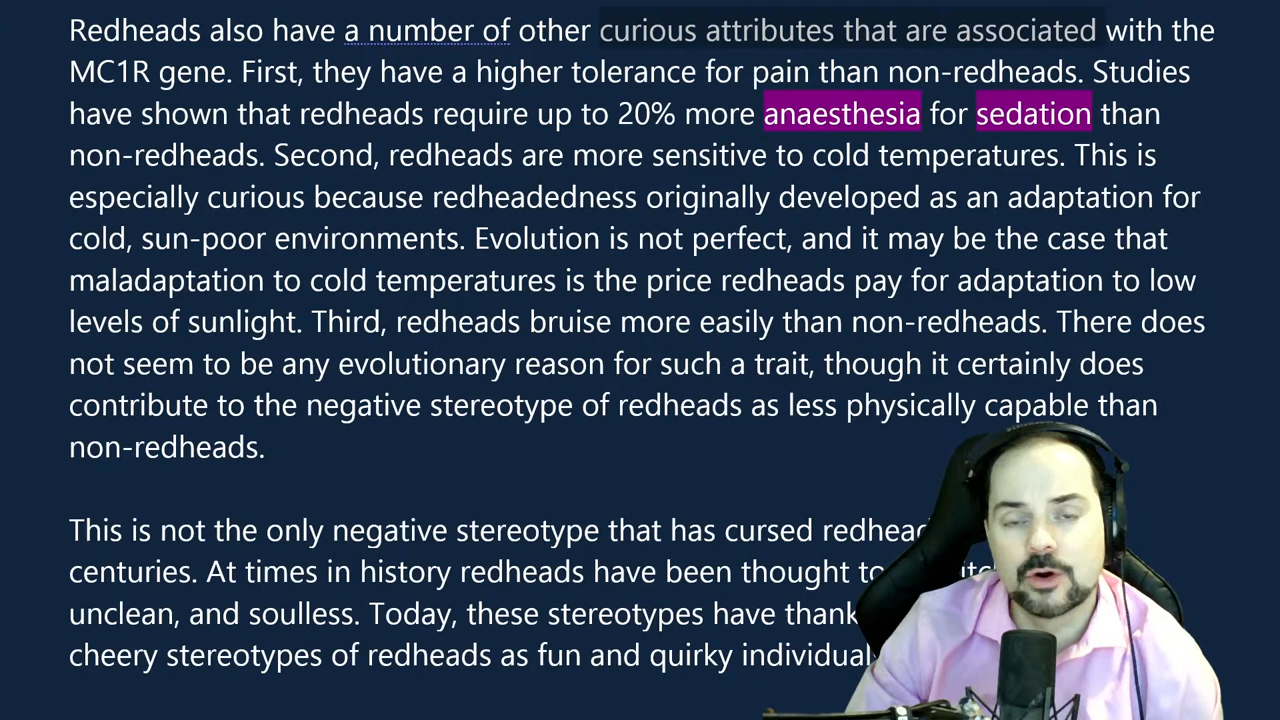 Redheads also have a number of other curious attributes that are associated with the
MC1R gene. First, they have a higher tolerance for pain than non-redheads. Studies
have shown that redheads require up to 20% more anaesthesia for sedation than
non-redheads. Second, redheads are more sensitive to cold temperatures. This is
especially curious because redheadedness originally developed as an adaptation for
cold, sun-poor environments. Evolution is not perfect, and it may be the case that
maladaptation to cold temperatures is the price redheads pay for adaptation to low
levels of sunlight. Third, redheads bruise more easily than non-redheads. There does
not seem to be any evolutionary reason for such a trait, though it certainly does
contribute to the negative stereotype of redheads as less physically capable than
non-redheads.
This is not the only negative stereotype that has cursed
centuries. At times in history redheads have been thought to
unclean, and soulless. Today, these stereotypes have
cheery stereotypes of redheads as fun and quirky